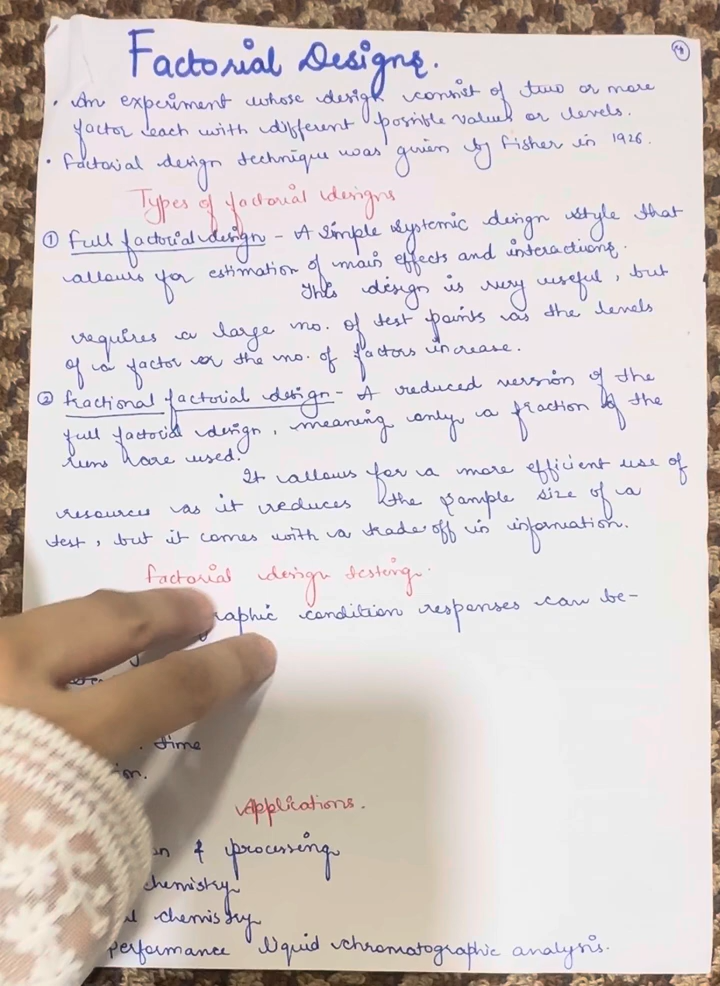 Factorial Designs.
• An experiment whose design consist of two or more
factor each with different possible values or levels.
• Factorial design technique was given by Fisher in 1926.
Types of factorial designs
① Full factorial design - A simple systemic design style that
allows for estimation of main effects and interactions.
This design is very useful, but
requires a large no. of test points as the levels
of a factor or the no. of factors increase.
② Fractional factorial design - A reduced version of the
full factorial design, meaning only a fraction of the
runs are used.
It allows for a more efficient use of
resources as it reduces the sample size of a
test, but it comes with a trade off in information.
Factorial design testing.
raphic condition responses can be-
time
on.
Applications.
n & processing
chemistry
l chemistry
performance liquid chromatographic analysis.